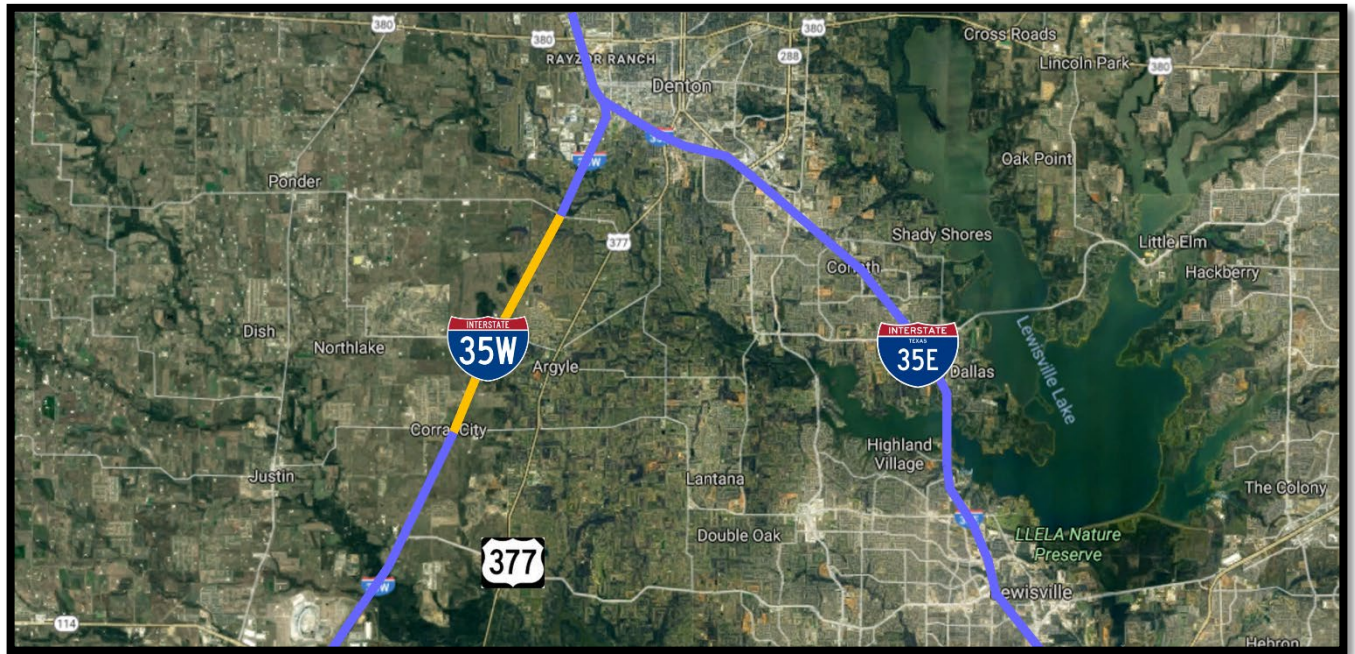 380
380
380
Cross Roads
RAYZOR RANCH
288
Lincoln Park
380
Denton
35W
Oak Point
Ponder
377
Shady Shores
Little Elm
Corinth
Hackberry
Dish
Northlake
INTERSTATE
35W
Argyle
INTERSTATE
TEXAS
35E
Dallas
Lewisville Lake
Corral City
Highland
Village
Justin
Lantana
The Colony
Double Oak
LLELA Nature
Preserve
377
Lewisville
114
Hebron